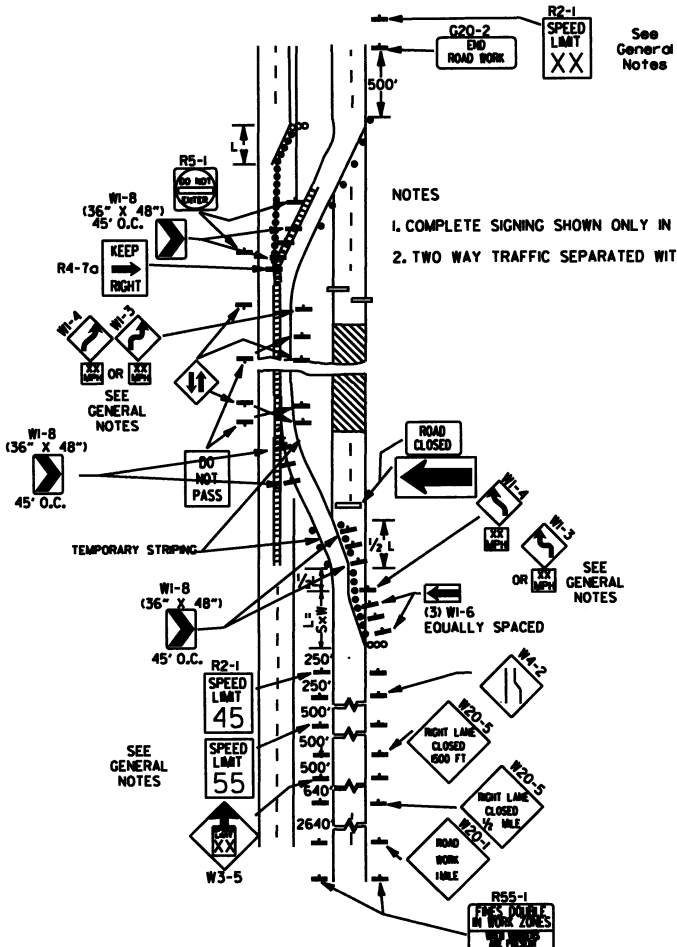 R2-1
SPEED
LIMIT
XX
See
General
Notes
G20-2
END
ROAD WORK
500'
L
R5-1
DO NOT
ENTER
W1-8
(36" X 48")
45' O.C.
R4-7a
KEEP
RIGHT
NOTES
1. COMPLETE SIGNING SHOWN ONLY IN
2. TWO WAY TRAFFIC SEPARATED WIT
W1-4
W1-3
XX
MPH
OR
XX
MPH
SEE
GENERAL
NOTES
W1-8
(36" X 48")
45' O.C.
DO
NOT
PASS
ROAD
CLOSED
TEMPORARY STRIPING
W1-4
XX
MPH
W1-3
OR
XX
MPH
SEE
GENERAL
NOTES
1/2 L
1/2 L
L=
SxW
(3) W1-6
EQUALLY SPACED
W1-8
(36" X 48")
45' O.C.
R2-1
SPEED
LIMIT
45
250'
250'
500'
500'
500'
640'
2640'
W4-2
W20-5
RIGHT LANE
CLOSED
1500 FT
SEE
GENERAL
NOTES
SPEED
LIMIT
55
W20-5
RIGHT LANE
CLOSED
1/2 MILE
XX
W3-5
W20-1
ROAD
WORK
1 MILE
R55-1
FINES DOUBLE
IN WORK ZONES